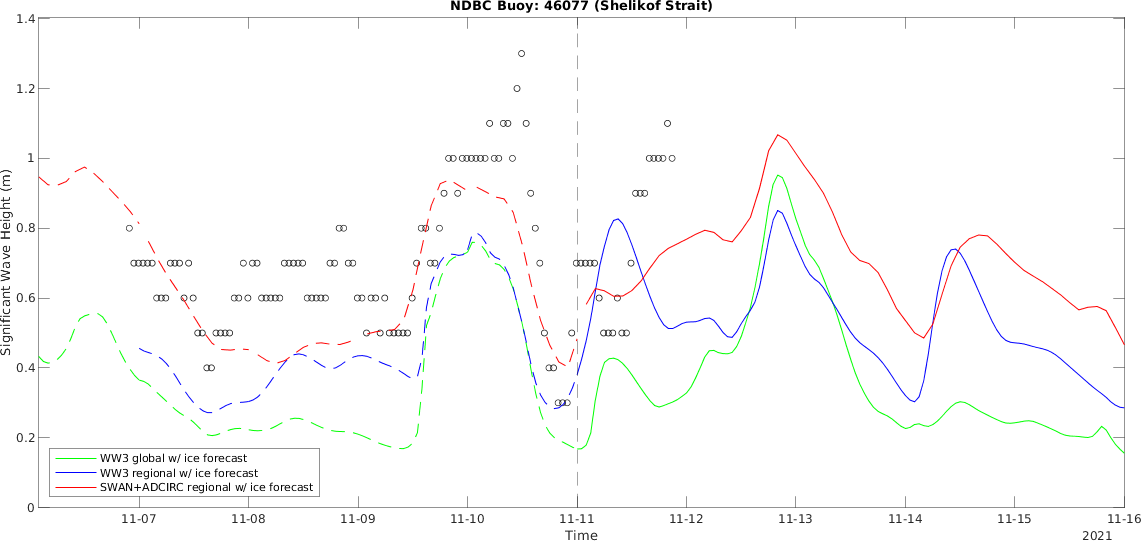 NDBC Buoy: 46077 (Shelikof Strait)
1.4
1.2
1
0.8
0.6
0.4
0.2
0
Significant Wave Height (m)
WW3 global w/ ice forecast
WW3 regional w/ ice forecast
SWAN+ADCIRC regional w/ ice forecast
11-07 11-08 11-09 11-10 11-11 11-12 11-13 11-14 11-15 11-16
Time
2021